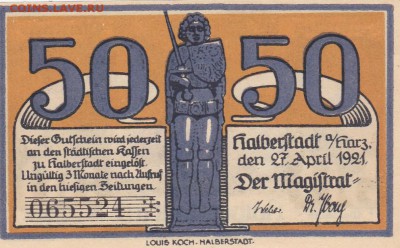 COINS.LAVE.RU
50 50
Dieser Gutschein wird jederzeit
an den städtischen Kassen
zu Halberstadt eingelöst.
Ungültig 3 Monate nach Aufruf
in den hiesigen Zeitungen.
065524
Halberstadt a/Harz,
den 27. April 1921.
Der Magistrat
LOUIS KOCH · HALBERSTADT ·